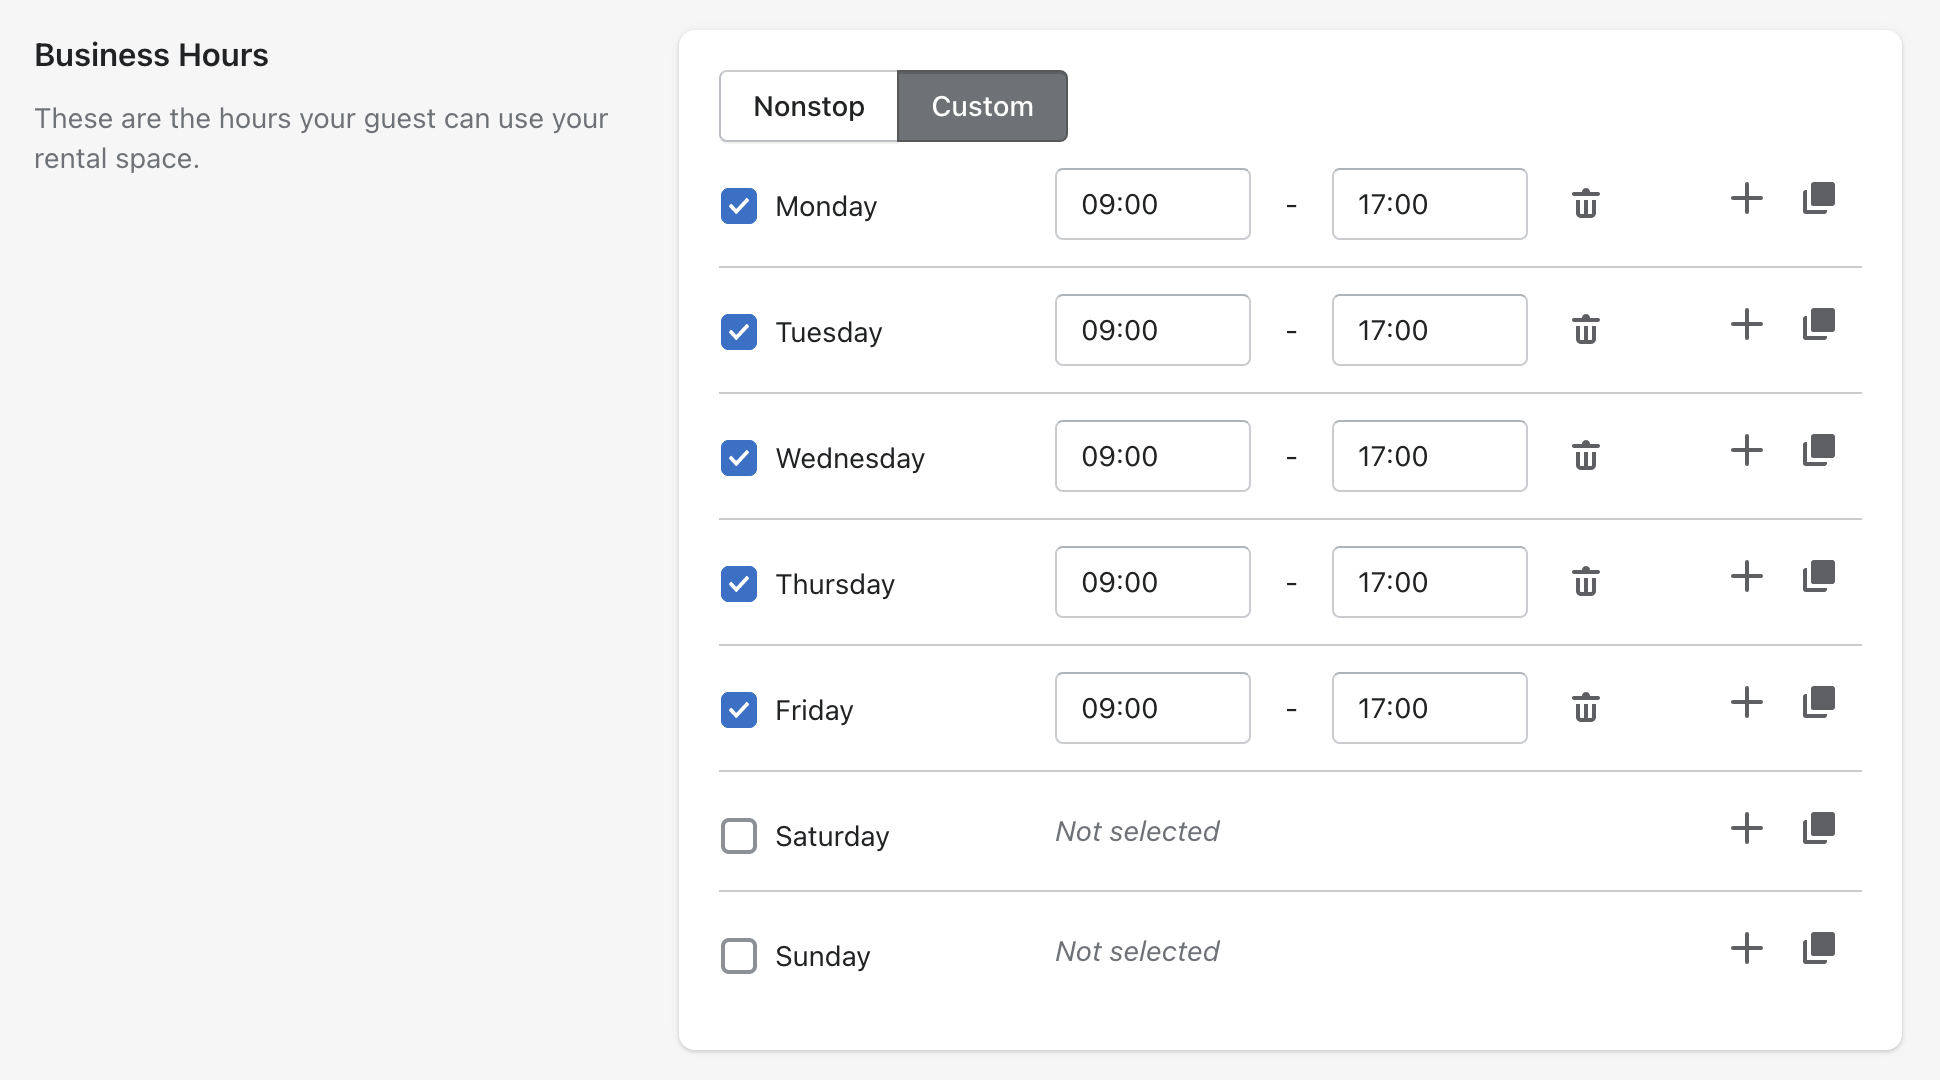 Business Hours
These are the hours your guest can use your
rental space.
Nonstop Custom
Monday 09:00 - 17:00
Tuesday 09:00 - 17:00
Wednesday 09:00 - 17:00
Thursday 09:00 - 17:00
Friday 09:00 - 17:00
Saturday Not selected
Sunday Not selected